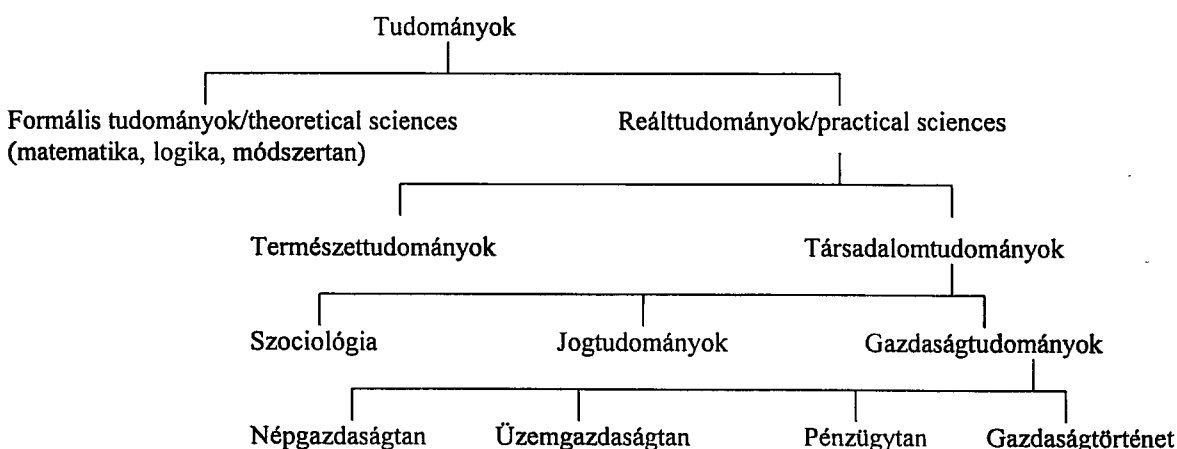 Tudományok
Formális tudományok/theoretical sciences
(matematika, logika, módszertan)
Reálttudományok/practical sciences
Természettudományok
Társadalomtudományok
Szociológia
Jogtudományok
Gazdaságtudományok
Népgazdaságtan
Üzemgazdaságtan
Pénzügytan
Gazdaságtörténet